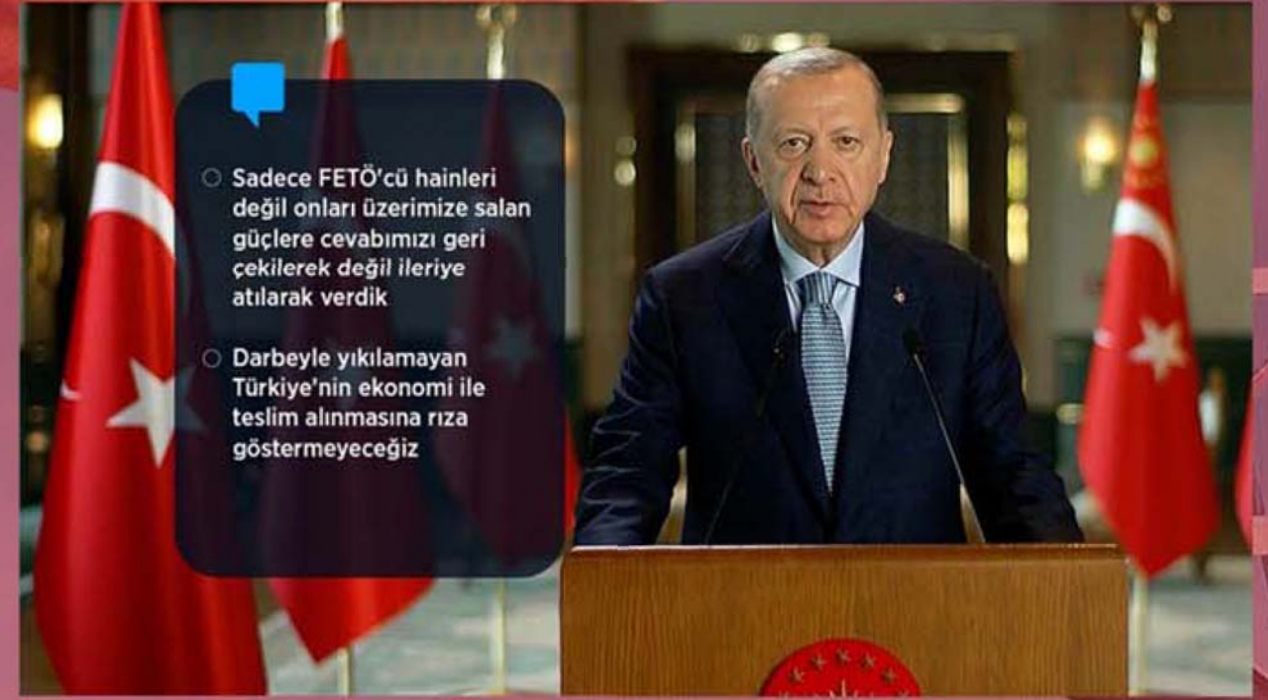 Sadece FETÖ'cü hainleri
değil onları üzerimize salan
güçlere cevabımızı geri
çekilerek değil ileriye
atılarak verdik
Darbeyle yıkılamayan
Türkiye'nin ekonomi ile
teslim alınmasına rıza
göstermeyeceğiz